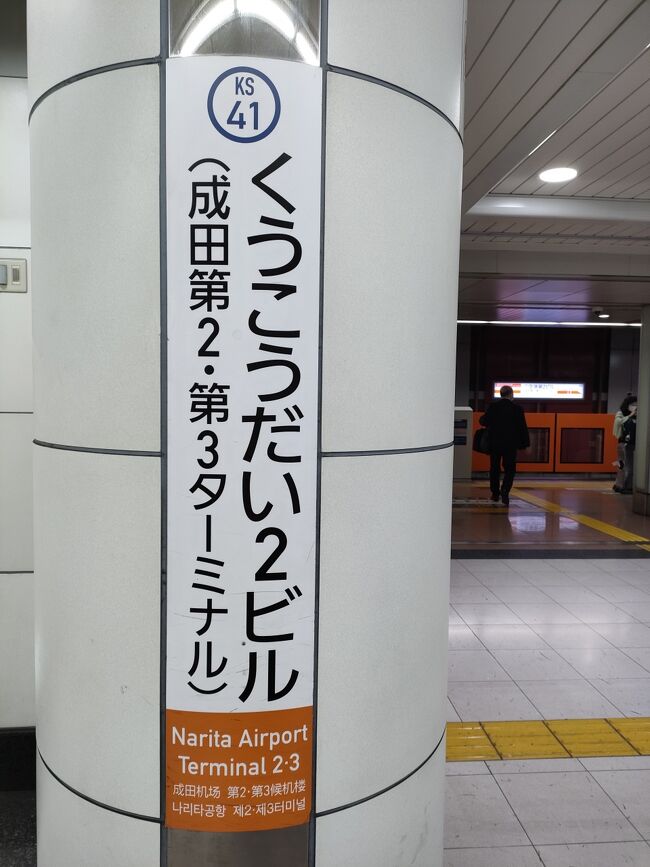 KS
41
くうこうだい2ビル
(成田第2・第3ターミナル)
Narita Airport
Terminal 2·3
成田机场 第2·第3候机楼
나리타공항 제2·제3터미널